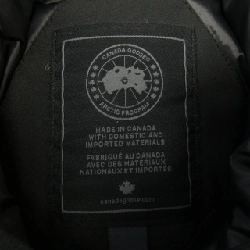 CANADA GOOSE
ARCTIC PROGRAM
MADE IN CANADA
WITH DOMESTIC AND
IMPORTED MATERIALS
FABRIQUÉ AU CANADA
AVEC DES MATERIELS
NATIONAUX ET IMPORTÉS